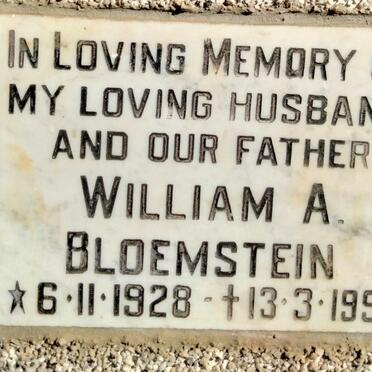 IN LOVING MEMORY
MY LOVING HUSBAN
AND OUR FATHER
WILLIAM A.
BLOEMSTEIN
★ 6·11·1928 - †13·3·199